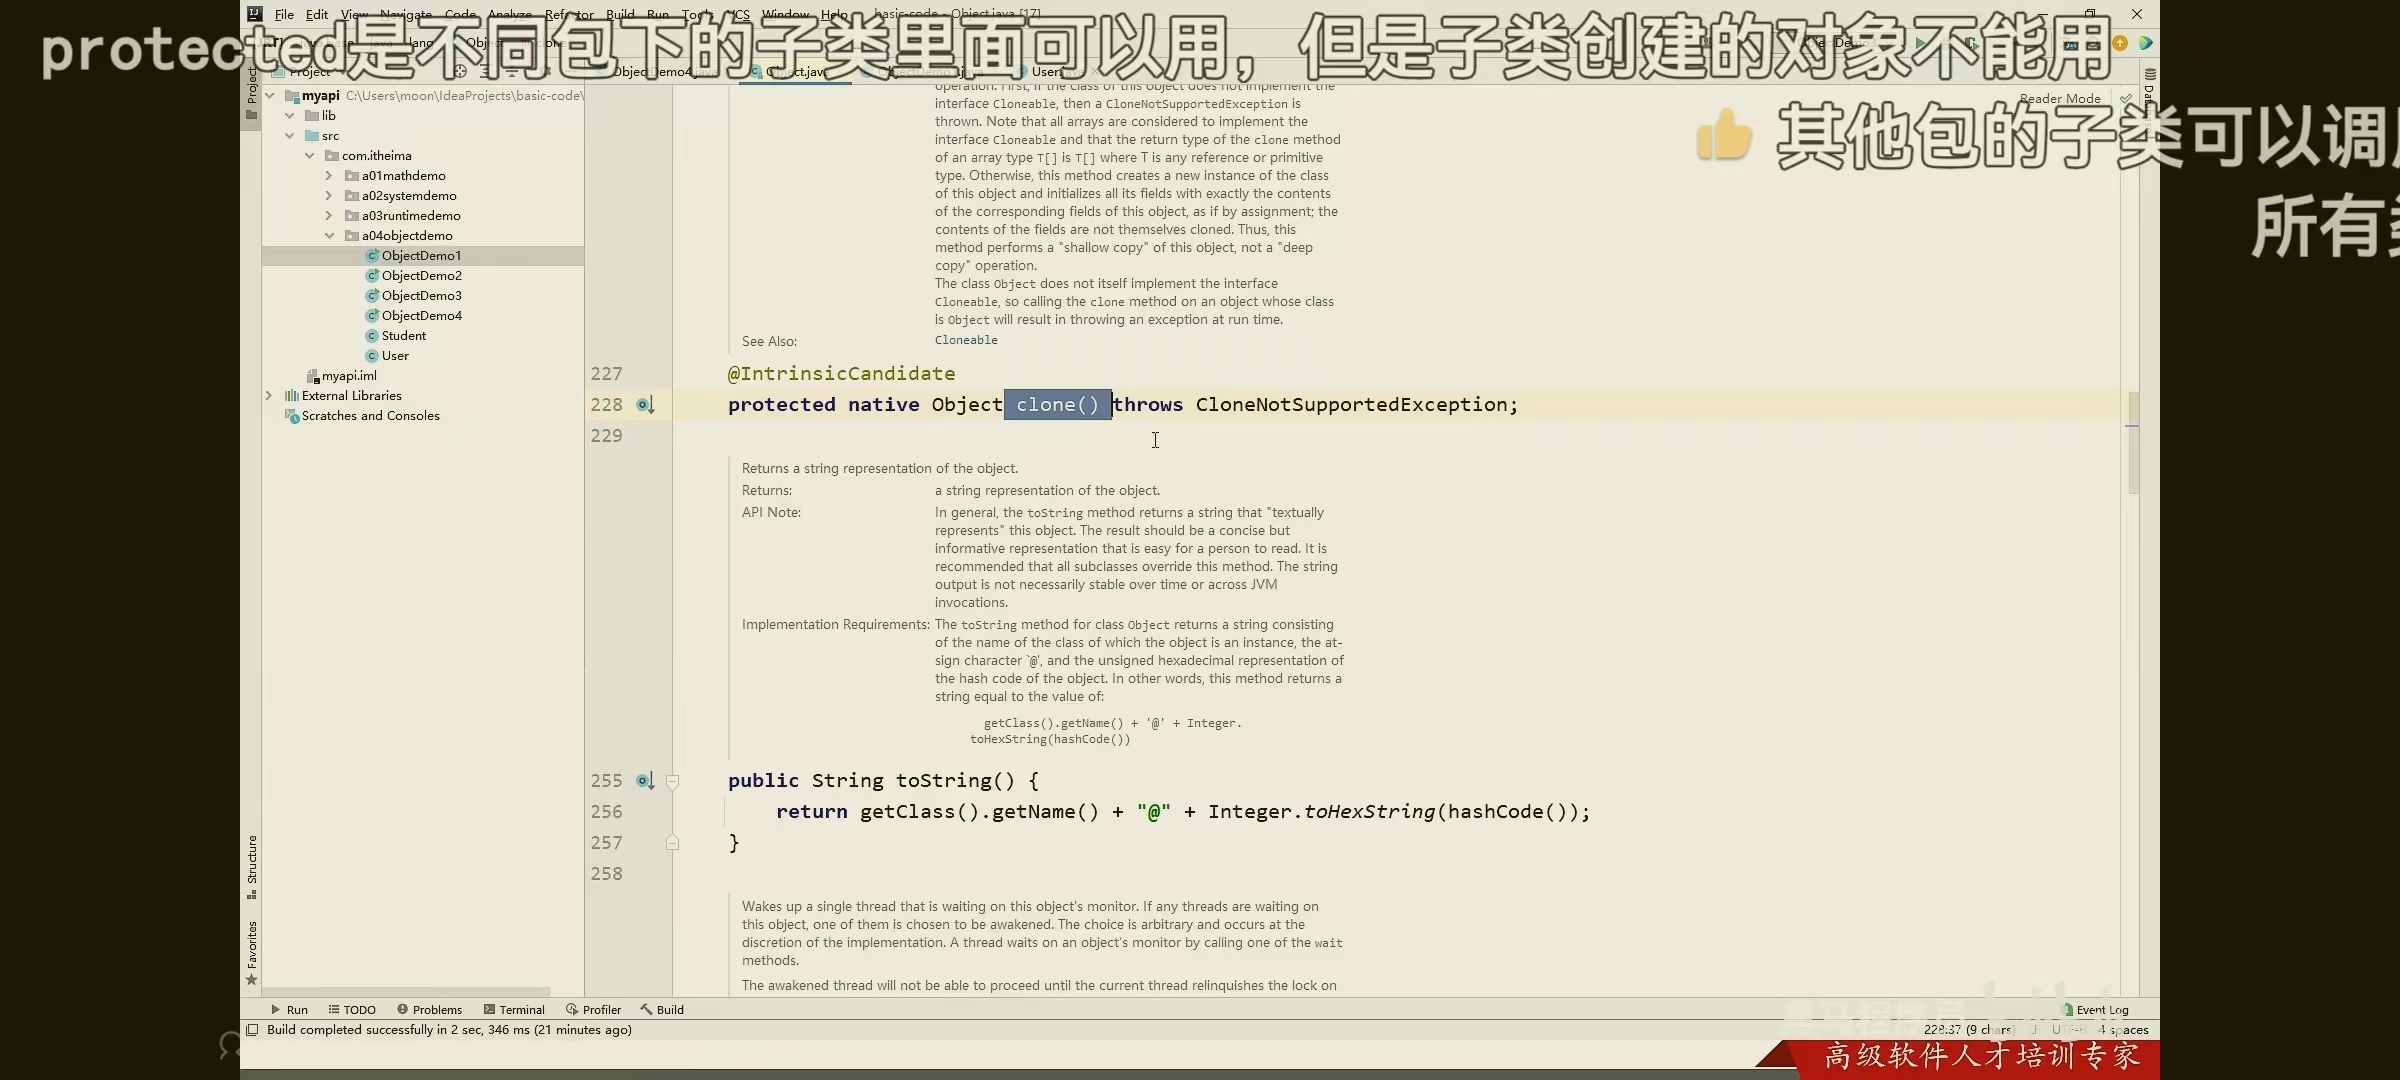 protected是不同包下的子类里面可以用，但是子类创建的对象不能用
其他包的子类可以调
所有
File Edit View Navigate Code Analyze Refactor Build Run Tools VCS Window Help
Project
Object.java
User.java
Reader Mode
myapi C:\Users\moon\IdeaProjects\basic-code\
lib
src
com.itheima
a01mathdemo
a02systemdemo
a03runtimedemo
a04objectdemo
ObjectDemo1
ObjectDemo2
ObjectDemo3
ObjectDemo4
Student
User
myapi.iml
External Libraries
Scratches and Consoles
Project
Structure
Favorites
operation. First, if the class of this object does not implement the
interface Cloneable, then a CloneNotSupportedException is
thrown. Note that all arrays are considered to implement the
interface Cloneable and that the return type of the clone method
of an array type T[] is T[] where T is any reference or primitive
type. Otherwise, this method creates a new instance of the class
of this object and initializes all its fields with exactly the contents
of the corresponding fields of this object, as if by assignment; the
contents of the fields are not themselves cloned. Thus, this
method performs a "shallow copy" of this object, not a "deep
copy" operation.
The class Object does not itself implement the interface
Cloneable, so calling the clone method on an object whose class
is Object will result in throwing an exception at run time.
See Also: Cloneable
227 @IntrinsicCandidate
228 protected native Object clone() throws CloneNotSupportedException;
229
Returns a string representation of the object.
Returns: a string representation of the object.
API Note: In general, the toString method returns a string that "textually
represents" this object. The result should be a concise but
informative representation that is easy for a person to read. It is
recommended that all subclasses override this method. The string
output is not necessarily stable over time or across JVM
invocations.
Implementation Requirements: The toString method for class Object returns a string consisting
of the name of the class of which the object is an instance, the at-
sign character `@', and the unsigned hexadecimal representation of
the hash code of the object. In other words, this method returns a
string equal to the value of:
getClass().getName() + '@' + Integer.
toHexString(hashCode())
255 public String toString() {
256 return getClass().getName() + "@" + Integer.toHexString(hashCode());
257 }
258
Wakes up a single thread that is waiting on this object's monitor. If any threads are waiting on
this object, one of them is chosen to be awakened. The choice is arbitrary and occurs at the
discretion of the implementation. A thread waits on an object's monitor by calling one of the wait
methods.
The awakened thread will not be able to proceed until the current thread relinquishes the lock on
Run TODO Problems Terminal Profiler Build Event Log
Build completed successfully in 2 sec, 346 ms (21 minutes ago) 228:37 (9 chars) 4 spaces
高级软件人才培训专家